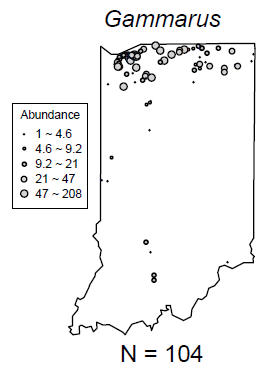 Gammarus
Abundance
1 ~ 4.6
4.6 ~ 9.2
9.2 ~ 21
21 ~ 47
47 ~ 208
N = 104